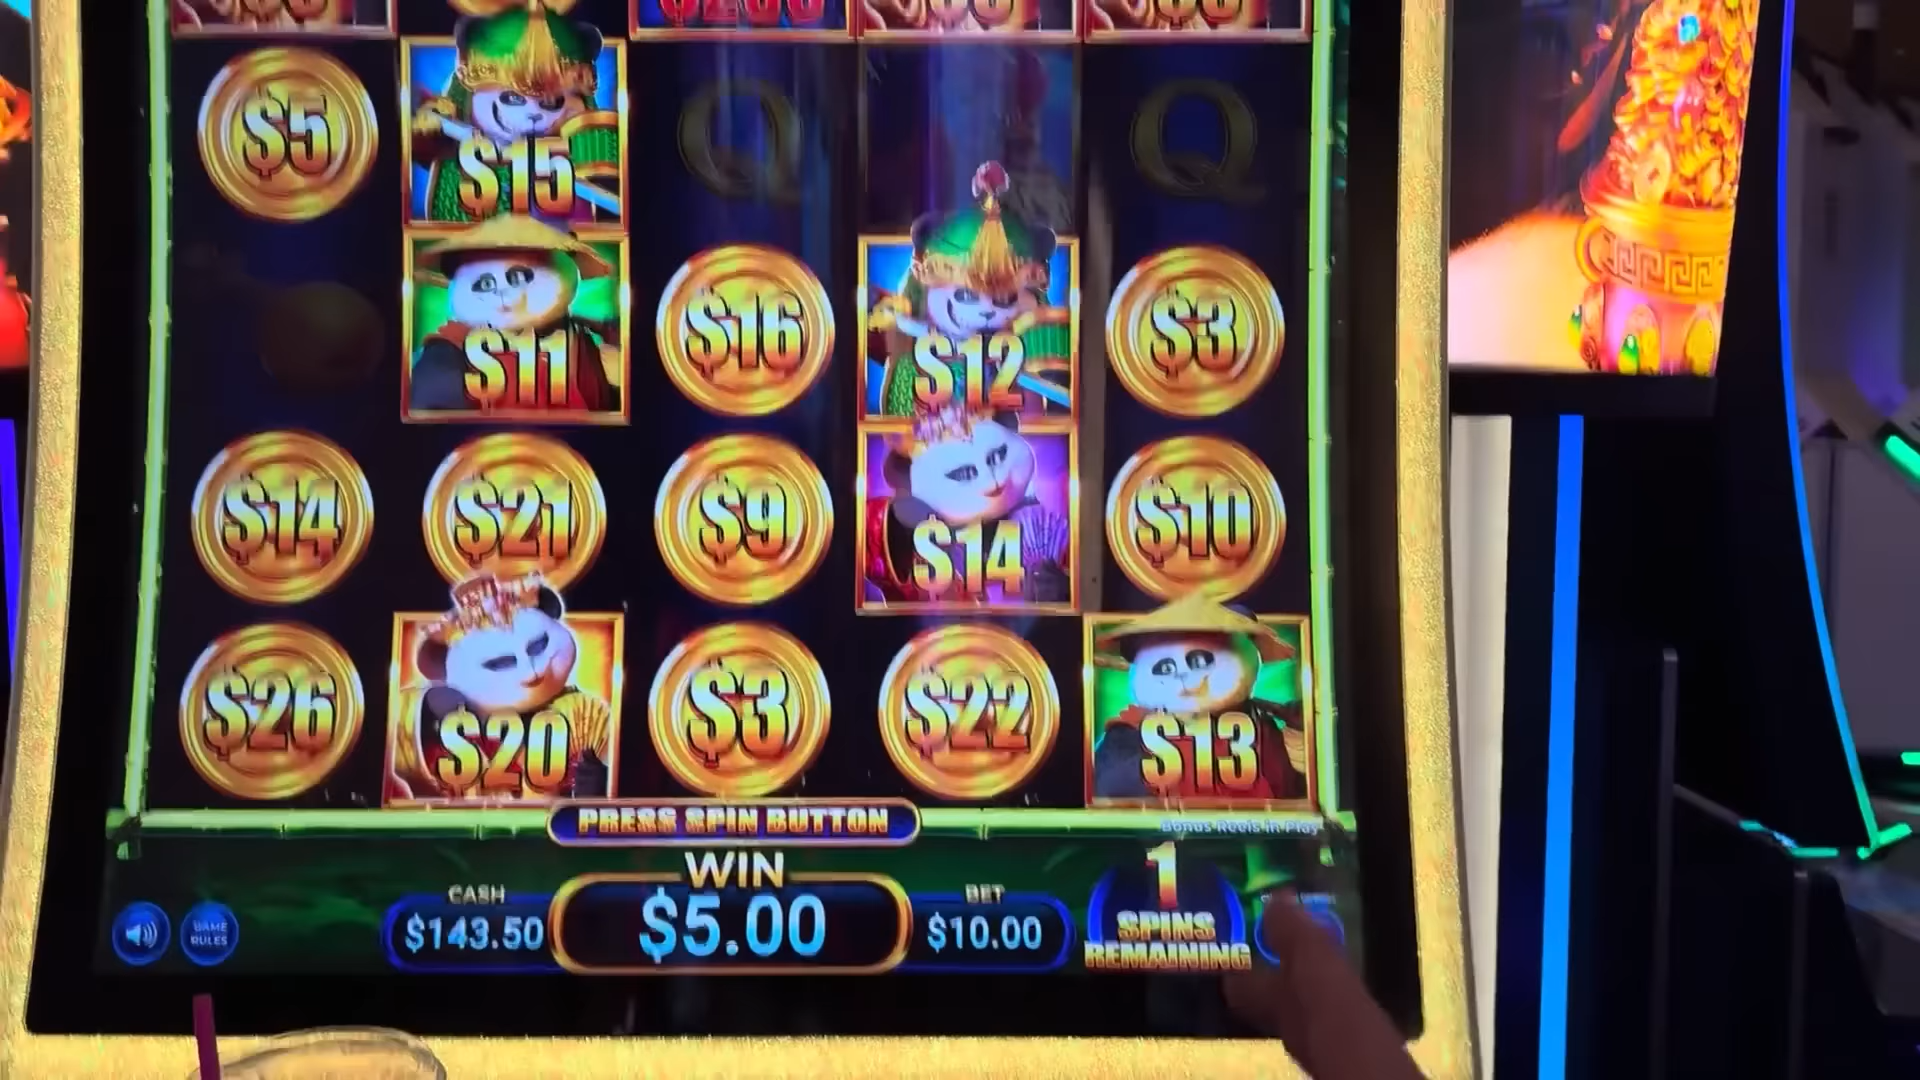 $200
$5
$15
Q
Q
$11
$16
$12
$3
$14
$21
$9
$14
$10
$26
$20
$3
$22
$13
PRESS SPIN BUTTON
Bonus Reels in Play
WIN
$5.00
CASH
$143.50
BET
$10.00
1
SPINS
REMAINING
GAME
RULES